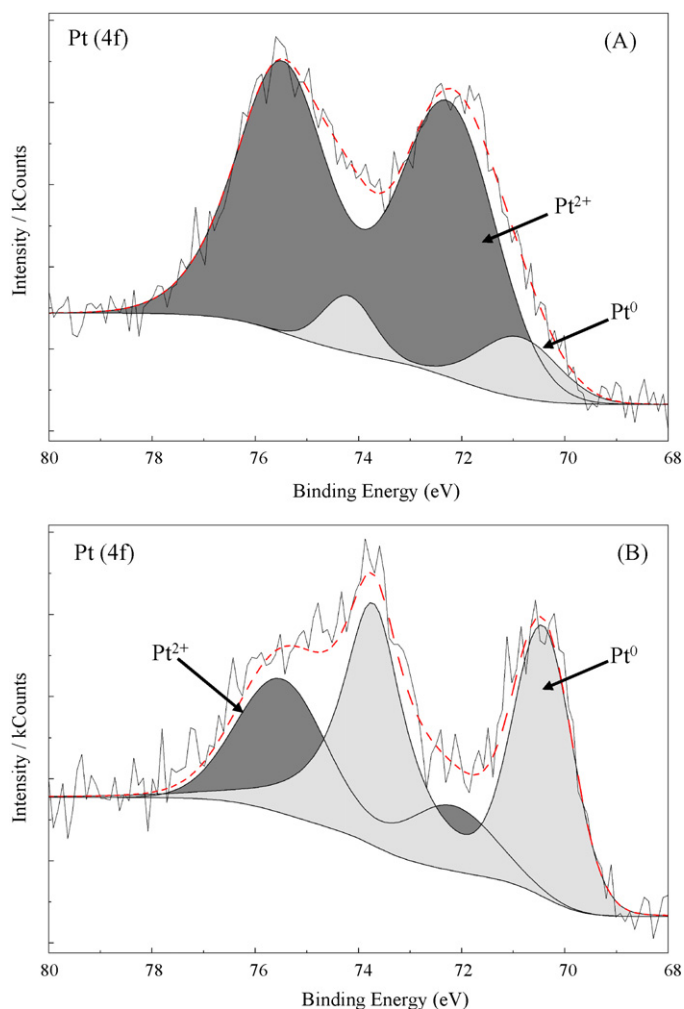 Pt (4f)
(A)
Intensity / kCounts
Pt²⁺
Pt⁰
80 78 76 74 72 70 68
Binding Energy (eV)
Pt (4f)
(B)
Intensity / kCounts
Pt²⁺
Pt⁰
80 78 76 74 72 70 68
Binding Energy (eV)